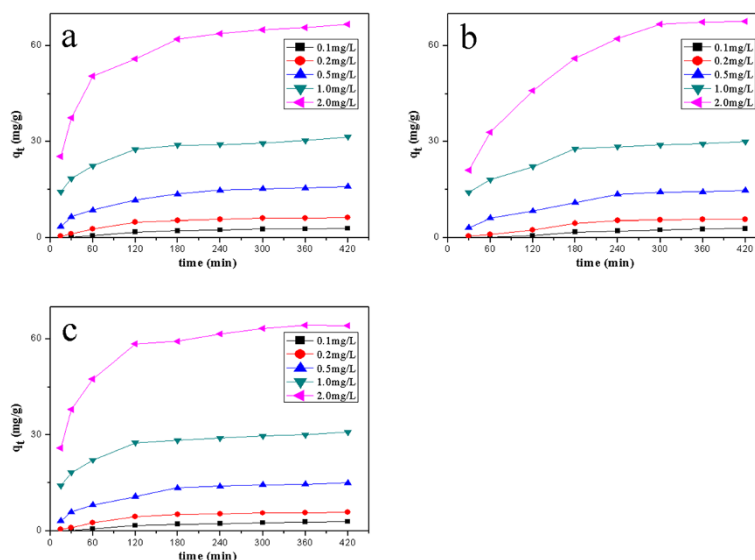 a
60
30
0
q_t (mg/g)
0.1mg/L
0.2mg/L
0.5mg/L
1.0mg/L
2.0mg/L
0 60 120 180 240 300 360 420
time (min)
b
60
30
0
q_t (mg/g)
0.1mg/L
0.2mg/L
0.5mg/L
1.0mg/L
2.0mg/L
0 60 120 180 240 300 360 420
time (min)
c
60
30
0
q_t (mg/g)
0.1mg/L
0.2mg/L
0.5mg/L
1.0mg/L
2.0mg/L
0 60 120 180 240 300 360 420
time (min)